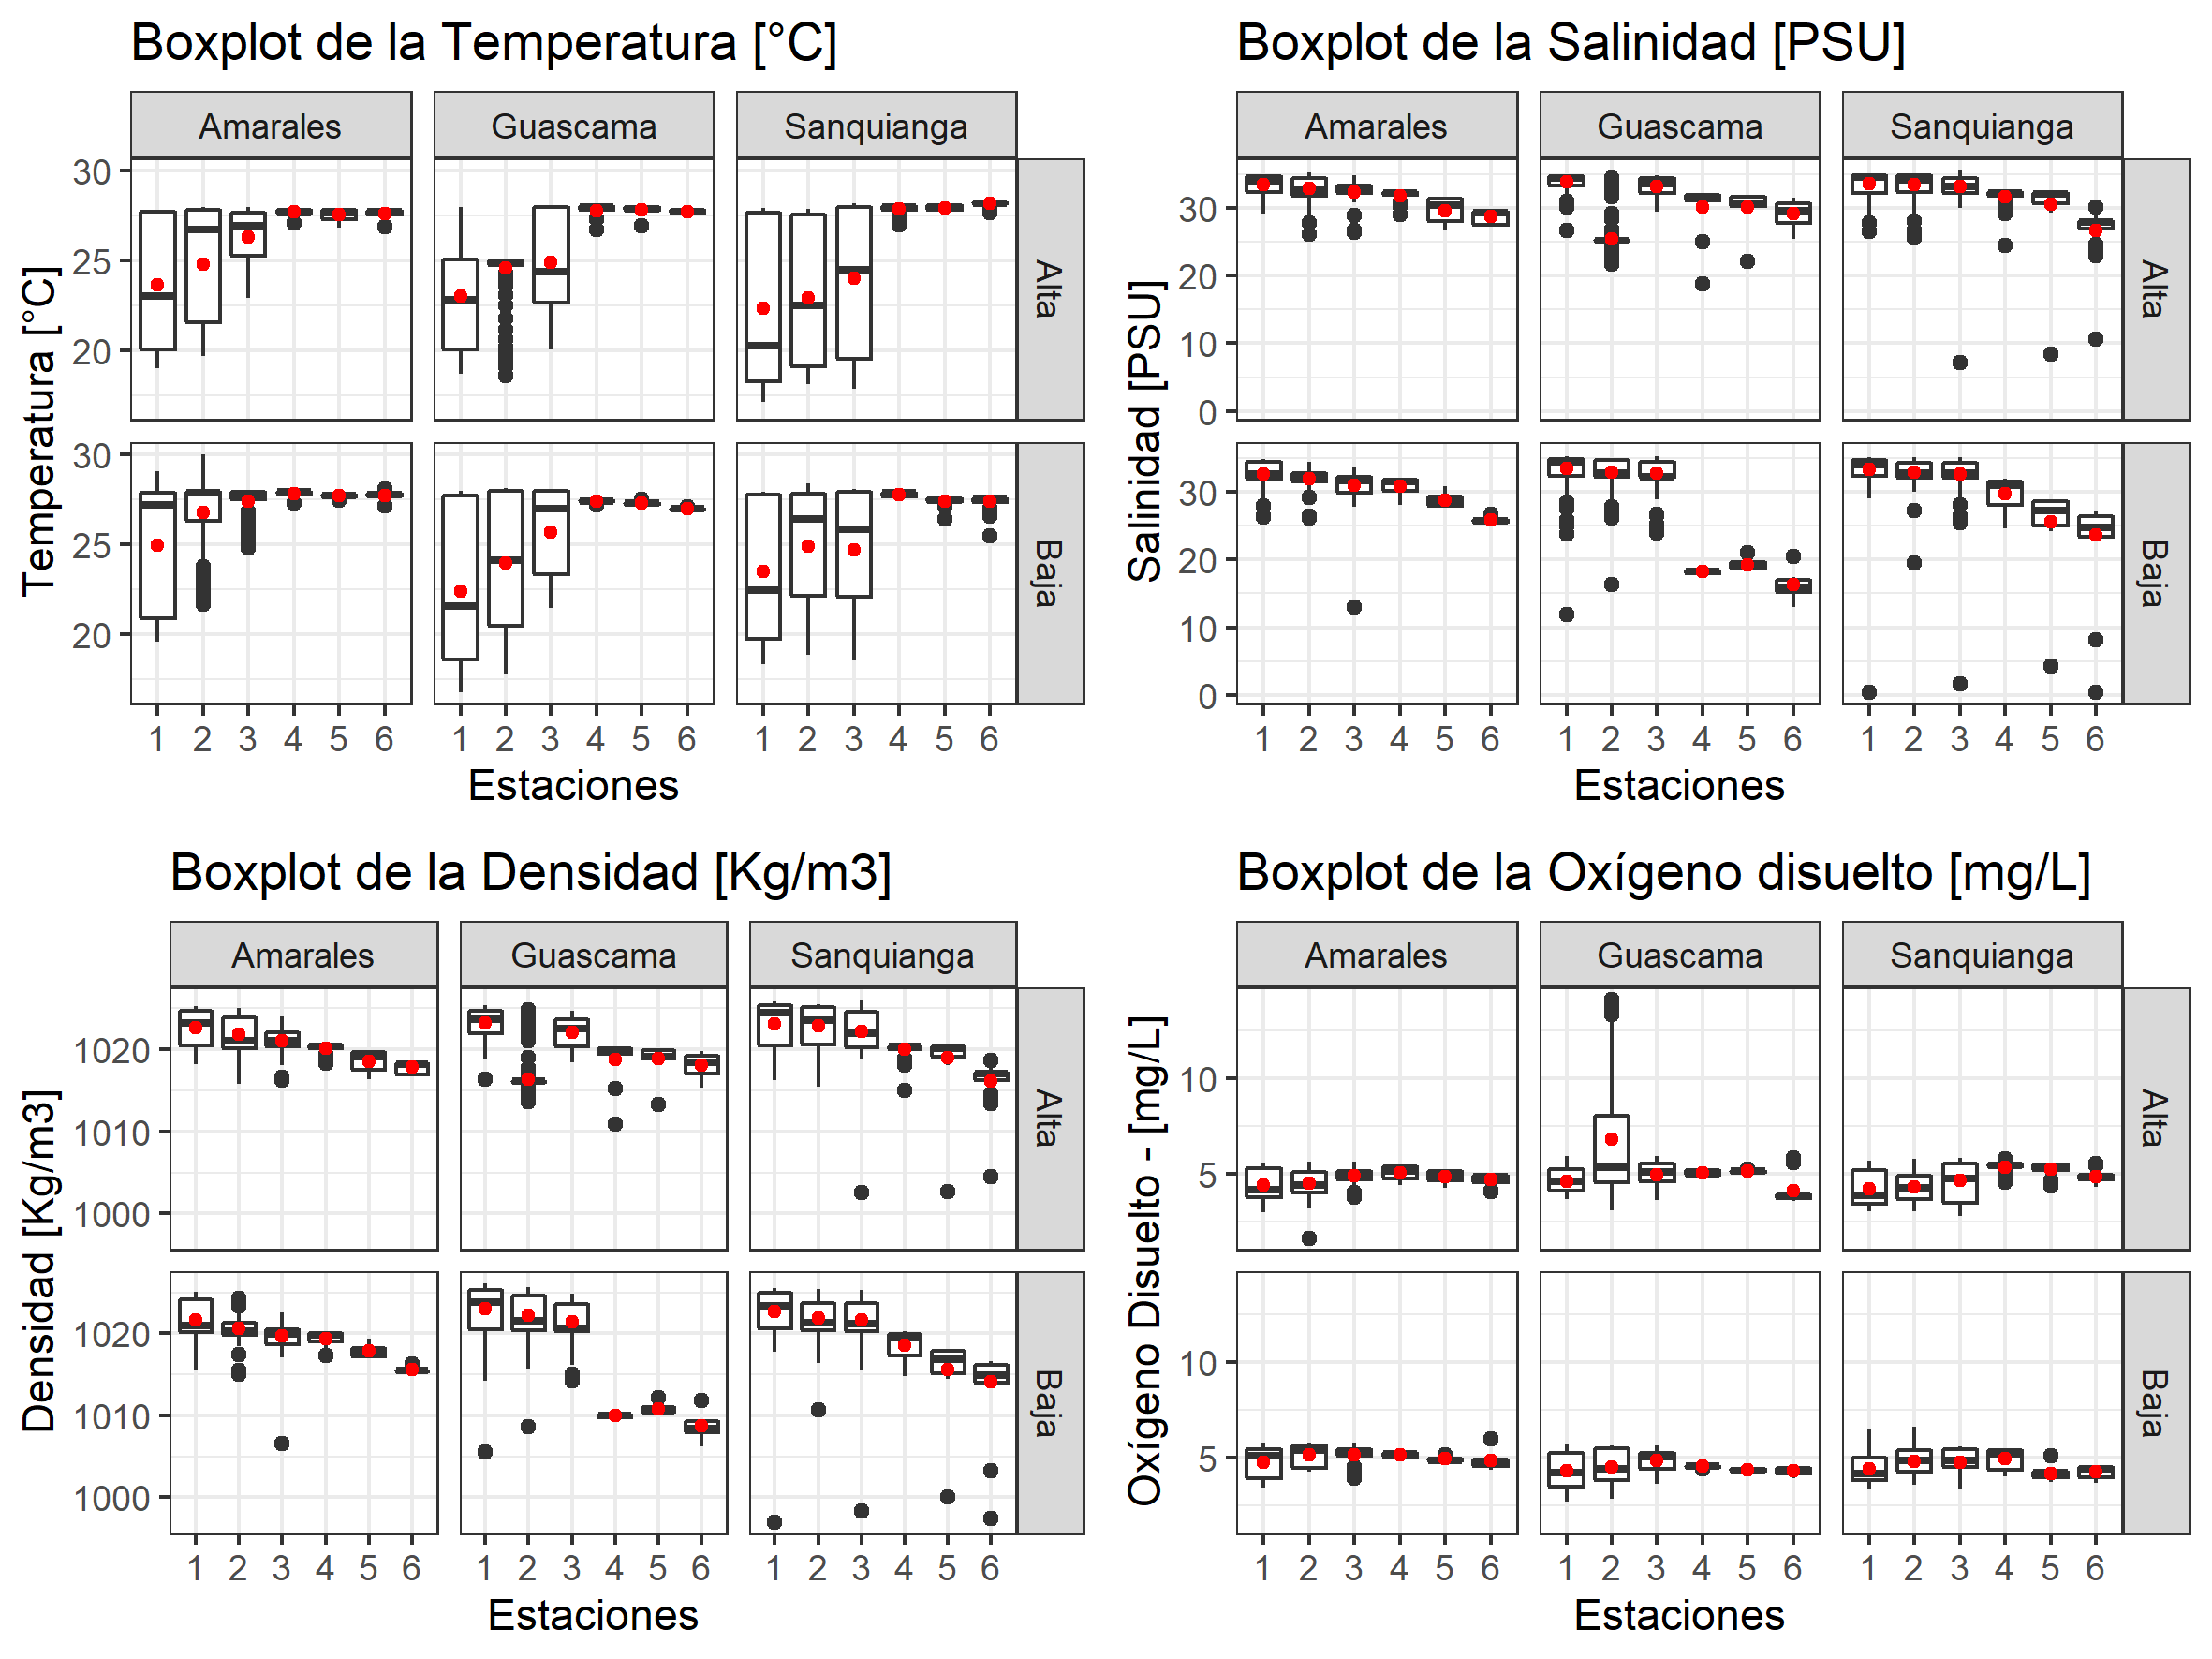 Boxplot de la Temperatura [°C]
Amarales Guascama Sanquianga
Temperatura [°C]
30
25
20
Alta
30
25
20
Baja
1 2 3 4 5 6 1 2 3 4 5 6 1 2 3 4 5 6
Estaciones
Boxplot de la Salinidad [PSU]
Amarales Guascama Sanquianga
Salinidad [PSU]
30
20
10
0
Alta
30
20
10
0
Baja
1 2 3 4 5 6 1 2 3 4 5 6 1 2 3 4 5 6
Estaciones
Boxplot de la Densidad [Kg/m3]
Amarales Guascama Sanquianga
Densidad [Kg/m3]
1020
1010
1000
Alta
1020
1010
1000
Baja
1 2 3 4 5 6 1 2 3 4 5 6 1 2 3 4 5 6
Estaciones
Boxplot de la Oxígeno disuelto [mg/L]
Amarales Guascama Sanquianga
Oxígeno Disuelto - [mg/L]
10
5
Alta
10
5
Baja
1 2 3 4 5 6 1 2 3 4 5 6 1 2 3 4 5 6
Estaciones